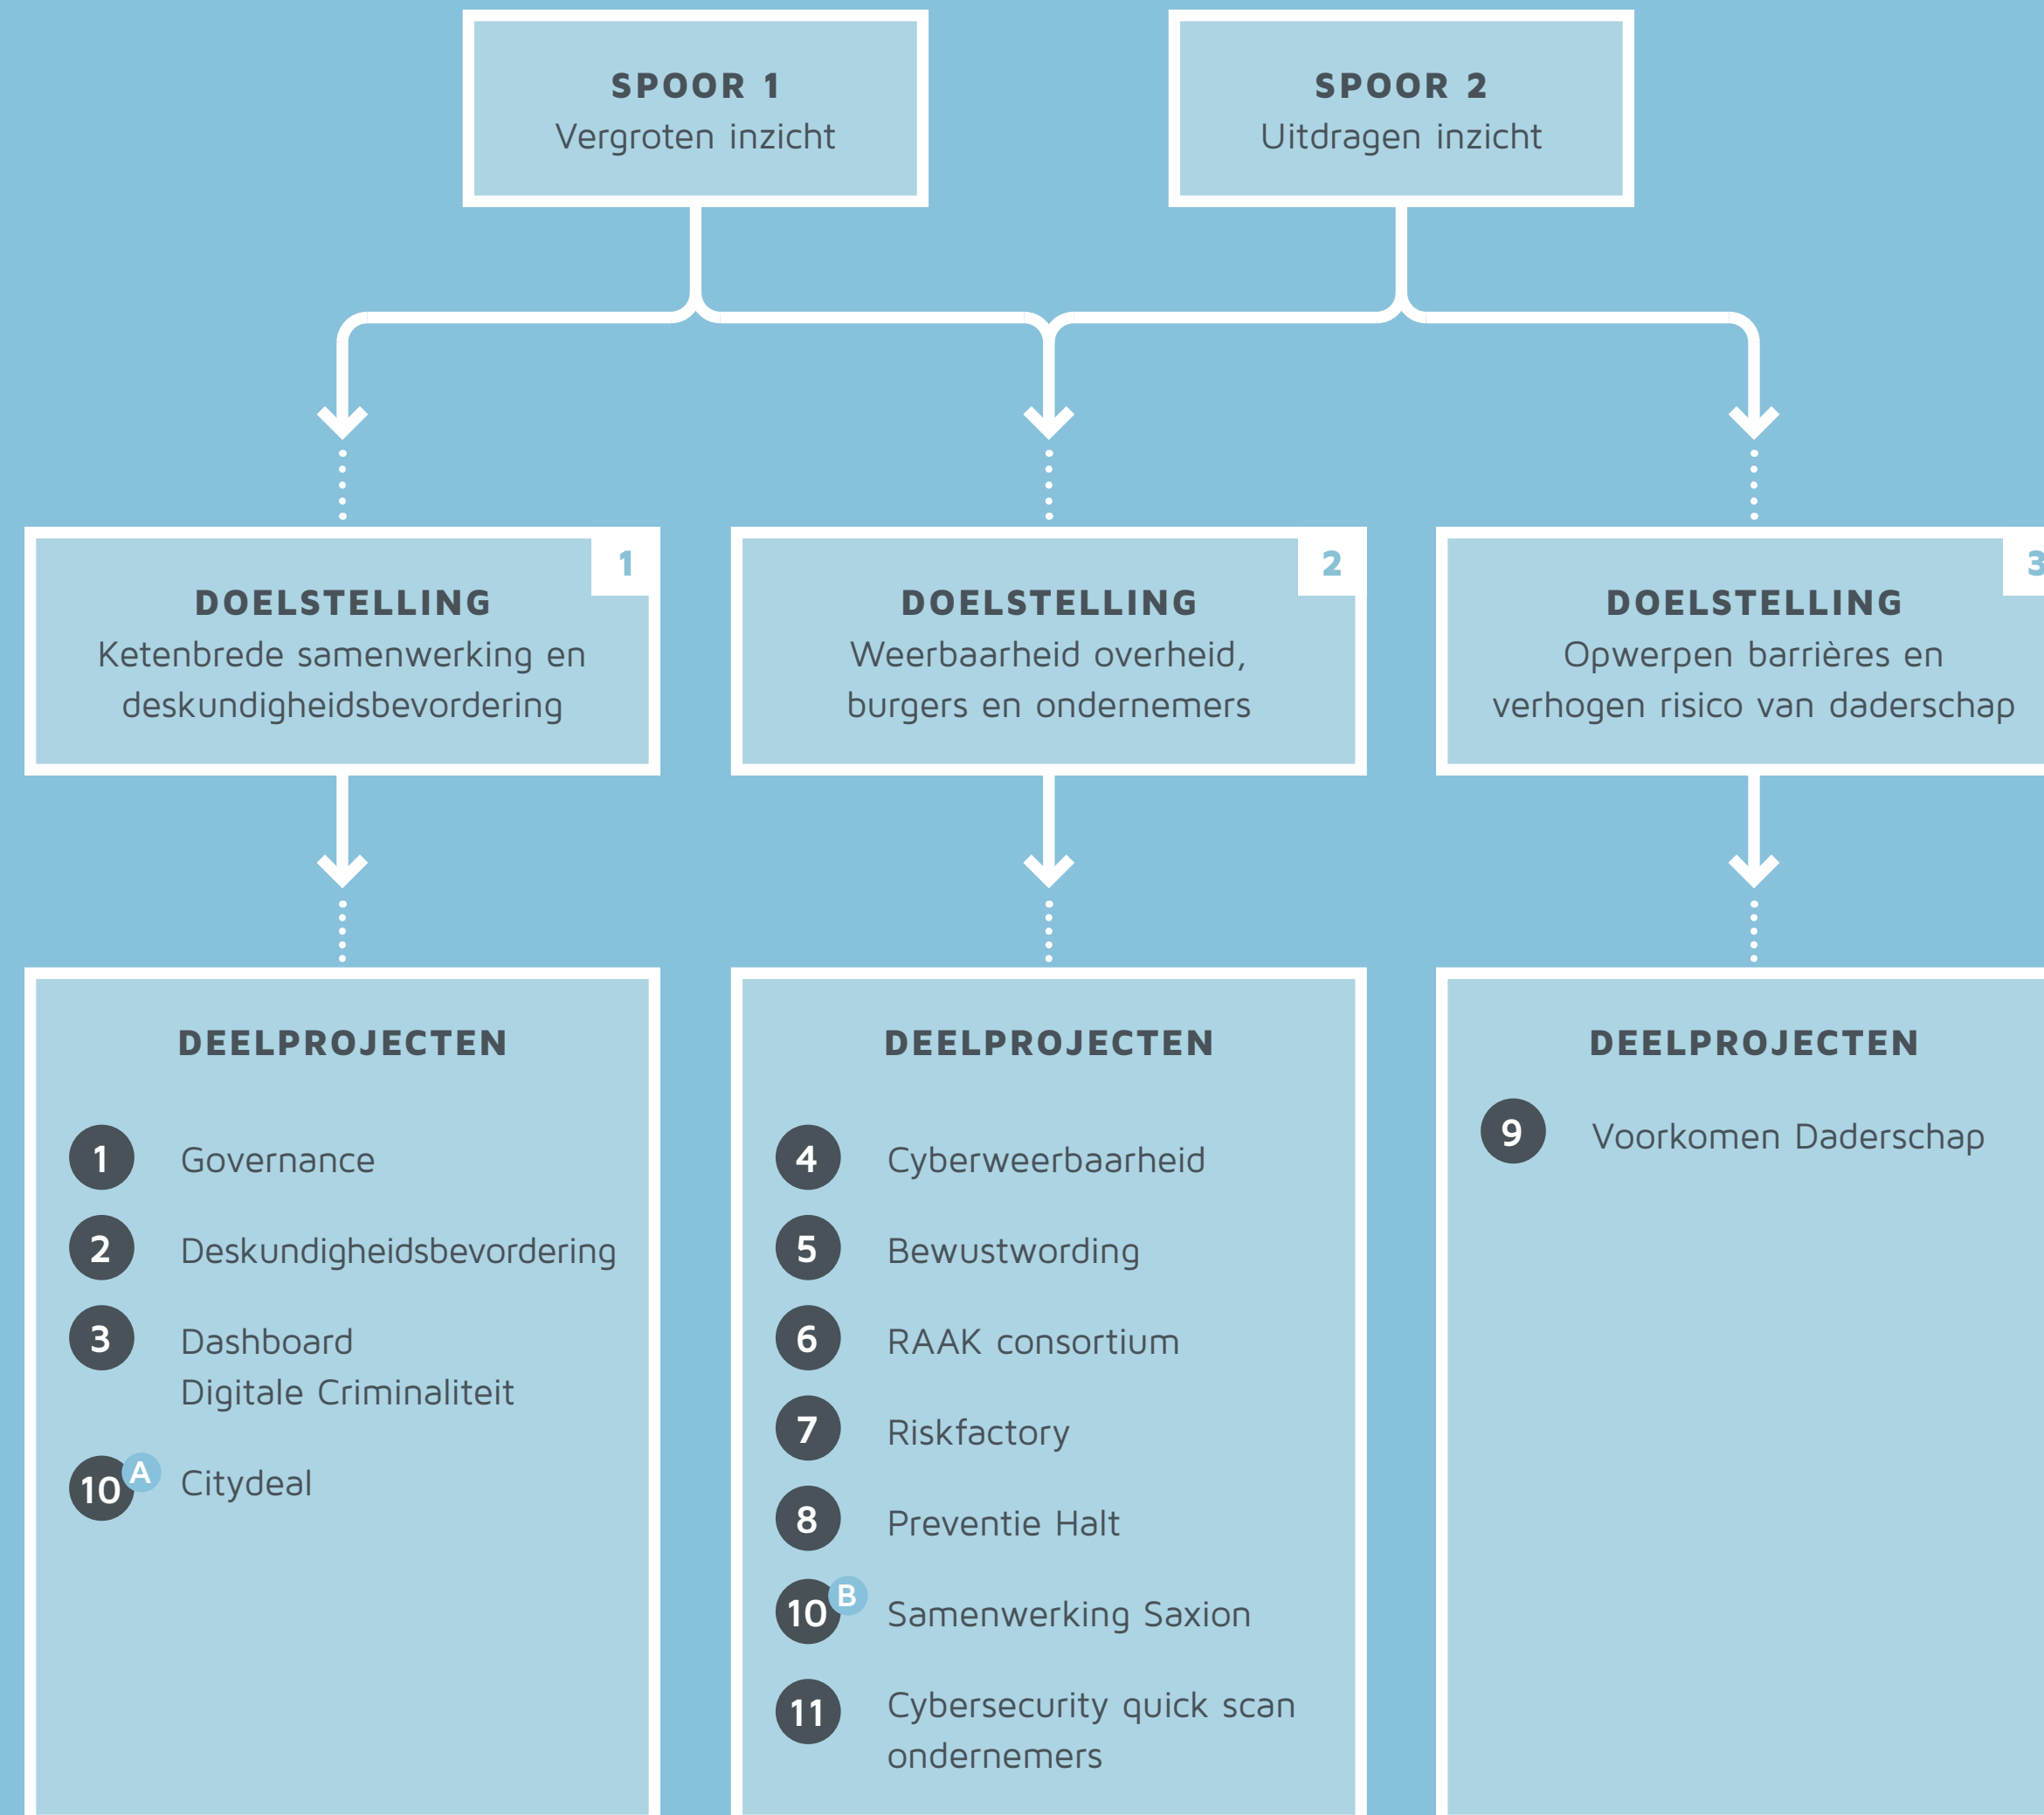 SPOOR 1
Vergroten inzicht
SPOOR 2
Uitdragen inzicht
1
DOELSTELLING
Ketenbrede samenwerking en
deskundigheidsbevordering
2
DOELSTELLING
Weerbaarheid overheid,
burgers en ondernemers
3
DOELSTELLING
Opwerpen barrières en
verhogen risico van daderschap
DEELPROJECTEN
1 Governance
2 Deskundigheidsbevordering
3 Dashboard
Digitale Criminaliteit
10 A Citydeal
DEELPROJECTEN
4 Cyberweerbaarheid
5 Bewustwording
6 RAAK consortium
7 Riskfactory
8 Preventie Halt
10 B Samenwerking Saxion
11 Cybersecurity quick scan
ondernemers
DEELPROJECTEN
9 Voorkomen Daderschap